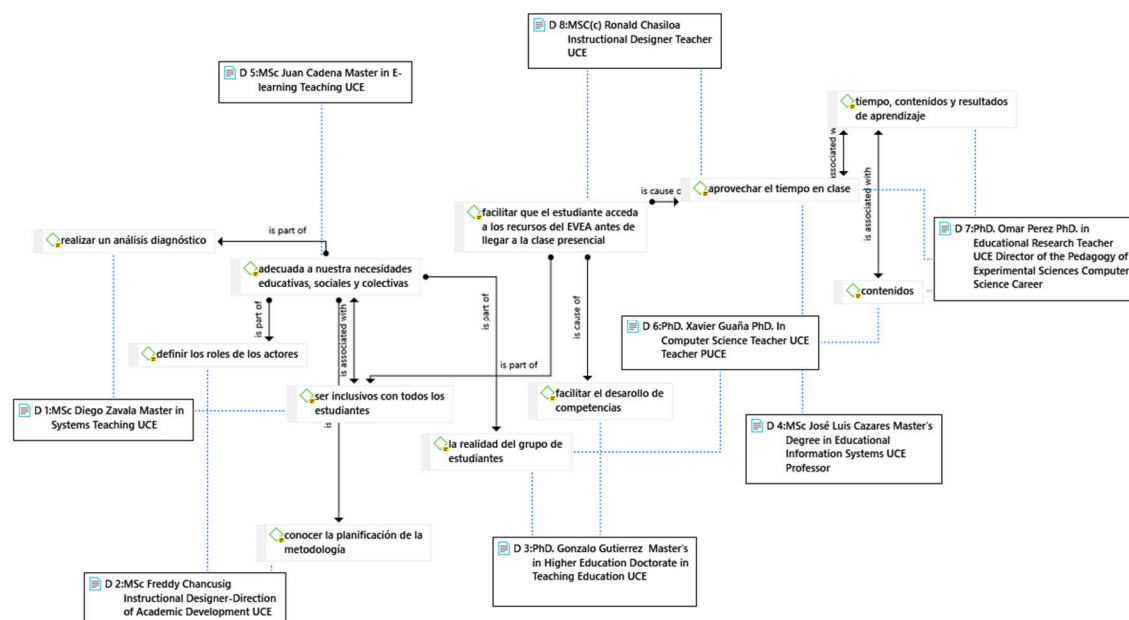 D 8:MSC(c) Ronald Chasiloa
Instructional Designer Teacher
UCE
D 5:MSc Juan Cadena Master in E-
learning Teaching UCE
tiempo, contenidos y resultados
de aprendizaje
is associated with
is associated with
aprovechar el tiempo en clase
is cause
facilitar que el estudiante acceda
a los recursos del EVEA antes de
llegar a la clase presencial
realizar un análisis diagnóstico
is part of
adecuada a nuestra necesidades
educativas, sociales y colectivas
D 7:PhD. Omar Perez PhD. in
Educational Research Teacher
UCE Director of the Pedagogy of
Experimental Sciences Computer
Science Career
contenidos
is part of
is associated with
is part of
is cause of
D 6:PhD. Xavier Guaña PhD. In
Computer Science Teacher UCE
Teacher PUCE
definir los roles de los actores
is part of
ser inclusivos con todos los
estudiantes
facilitar el desarollo de
competencias
D 1:MSc Diego Zavala Master in
Systems Teaching UCE
is
la realidad del grupo de
estudiantes
D 4:MSc José Luis Cazares Master's
Degree in Educational
Information Systems UCE
Professor
conocer la planificación de la
metodología
D 3:PhD. Gonzalo Gutierrez Master's
in Higher Education Doctorate in
Teaching Education UCE
D 2:MSc Freddy Chancusig
Instructional Designer-Direction
of Academic Development UCE